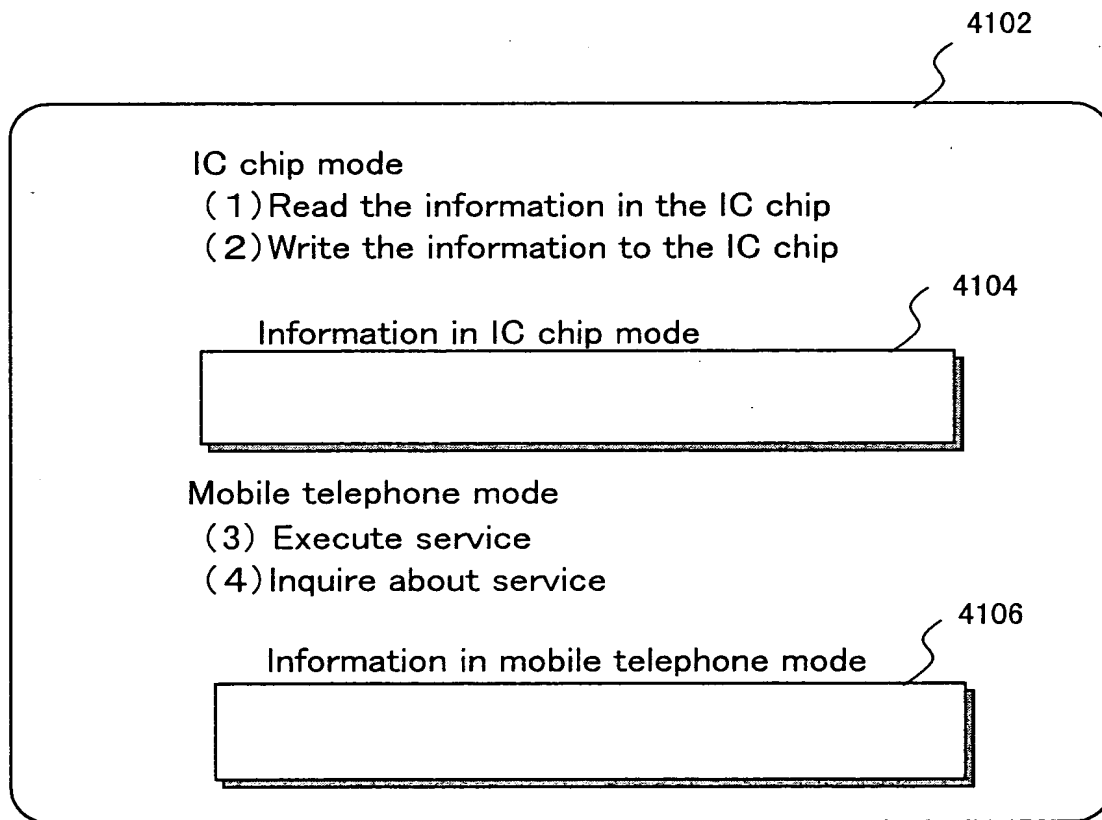 4102
IC chip mode
(1)Read the information in the IC chip
(2)Write the information to the IC chip
4104
Information in IC chip mode
Mobile telephone mode
(3) Execute service
(4)Inquire about service
4106
Information in mobile telephone mode